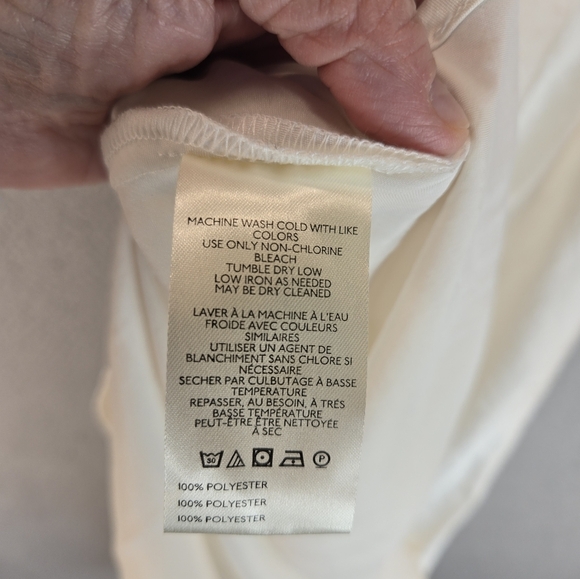 MACHINE WASH COLD WITH LIKE
COLORS
USE ONLY NON-CHLORINE
BLEACH
TUMBLE DRY LOW
LOW IRON AS NEEDED
MAY BE DRY CLEANED
LAVER À LA MACHINE À L'EAU
FROIDE AVEC COULEURS
SIMILAIRES
UTILISER UN AGENT DE
BLANCHIMENT SANS CHLORE SI
NÉCESSAIRE
SECHER PAR CULBUTAGE À BASSE
TEMPERATURE
REPASSER, AU BESOIN, À TRÉS
BASSE TEMPÉRATURE
PEUT-ÊTRE ÊTRE NETTOYÉE
À SEC
30 P
100% POLYESTER
100% POLYESTER
100% POLYESTER